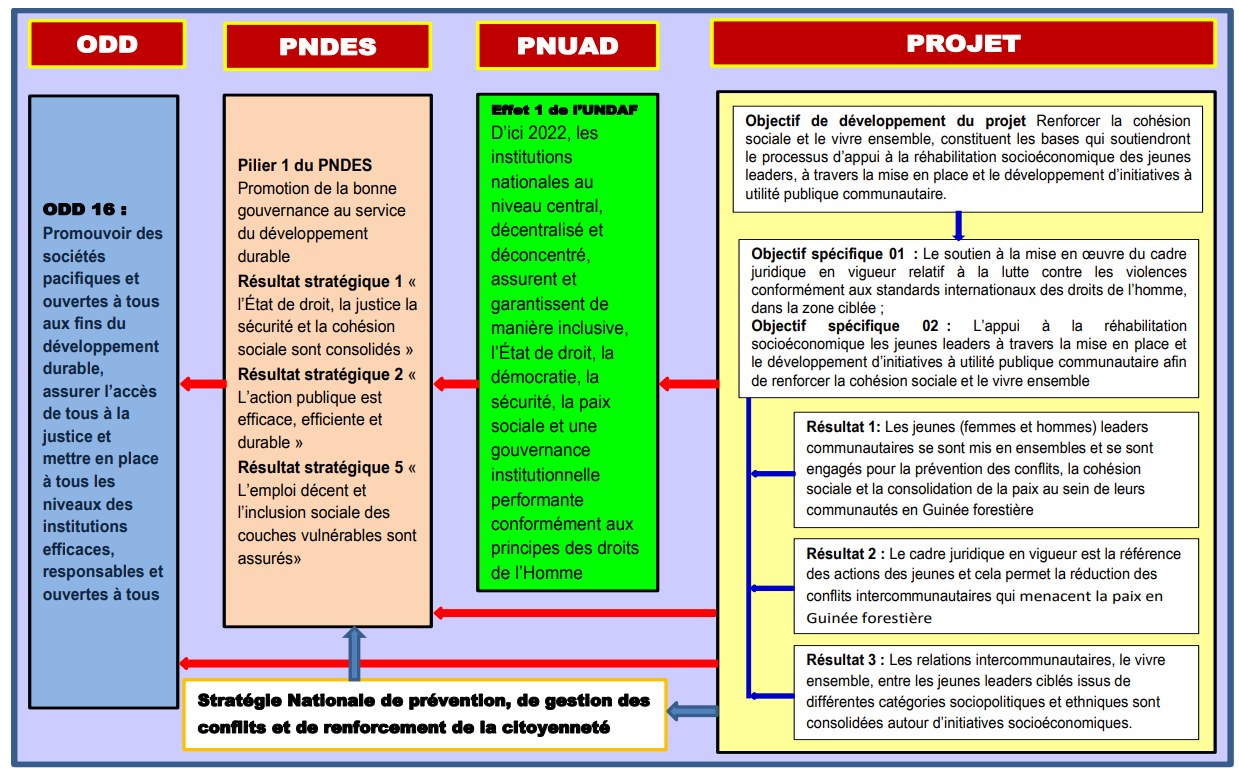 ODD
PNDES
PNUAD
PROJET
ODD 16 :
Promouvoir des
sociétés
pacifiques et
ouvertes à tous
aux fins du
développement
durable,
assurer l’accès
de tous à la
justice et
mettre en place
à tous les
niveaux des
institutions
efficaces,
responsables et
ouvertes à tous
Pilier 1 du PNDES
Promotion de la bonne
gouvernance au service
du développement
durable
Résultat stratégique 1 «
l’État de droit, la justice la
sécurité et la cohésion
sociale sont consolidés »
Résultat stratégique 2 «
L’action publique est
efficace, efficiente et
durable »
Résultat stratégique 5 «
L’emploi décent et
l’inclusion sociale des
couches vulnérables sont
assurés»
Effet 1 de l’UNDAF
D’ici 2022, les
institutions
nationales au
niveau central,
décentralisé et
déconcentré,
assurent et
garantissent de
manière inclusive,
l’État de droit, la
démocratie, la
sécurité, la paix
sociale et une
gouvernance
institutionnelle
performante
conformément aux
principes des droits
de l’Homme
Objectif de développement du projet Renforcer la cohésion
sociale et le vivre ensemble, constituent les bases qui soutiendront
le processus d’appui à la réhabilitation socioéconomique des jeunes
leaders, à travers la mise en place et le développement d’initiatives à
utilité publique communautaire.
Objectif spécifique 01 : Le soutien à la mise en œuvre du cadre
juridique en vigueur relatif à la lutte contre les violences
conformément aux standards internationaux des droits de l’homme,
dans la zone ciblée ;
Objectif spécifique 02 : L’appui à la réhabilitation
socioéconomique les jeunes leaders à travers la mise en place et
le développement d’initiatives à utilité publique communautaire afin
de renforcer la cohésion sociale et le vivre ensemble
Résultat 1: Les jeunes (femmes et hommes) leaders
communautaires se sont mis en ensembles et se sont
engagés pour la prévention des conflits, la cohésion
sociale et la consolidation de la paix au sein de leurs
communautés en Guinée forestière
Résultat 2 : Le cadre juridique en vigueur est la référence
des actions des jeunes et cela permet la réduction des
conflits intercommunautaires qui menacent la paix en
Guinée forestière
Résultat 3 : Les relations intercommunautaires, le vivre
ensemble, entre les jeunes leaders ciblés issus de
différentes catégories sociopolitiques et ethniques sont
consolidées autour d’initiatives socioéconomiques.
Stratégie Nationale de prévention, de gestion des
conflits et de renforcement de la citoyenneté